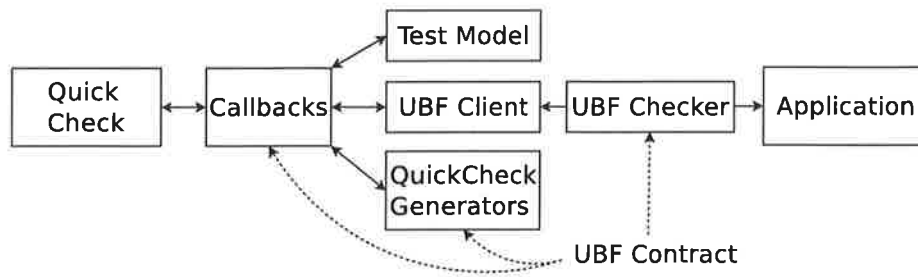 Test Model
Quick
Check
Callbacks
UBF Client
UBF Checker
Application
QuickCheck
Generators
UBF Contract